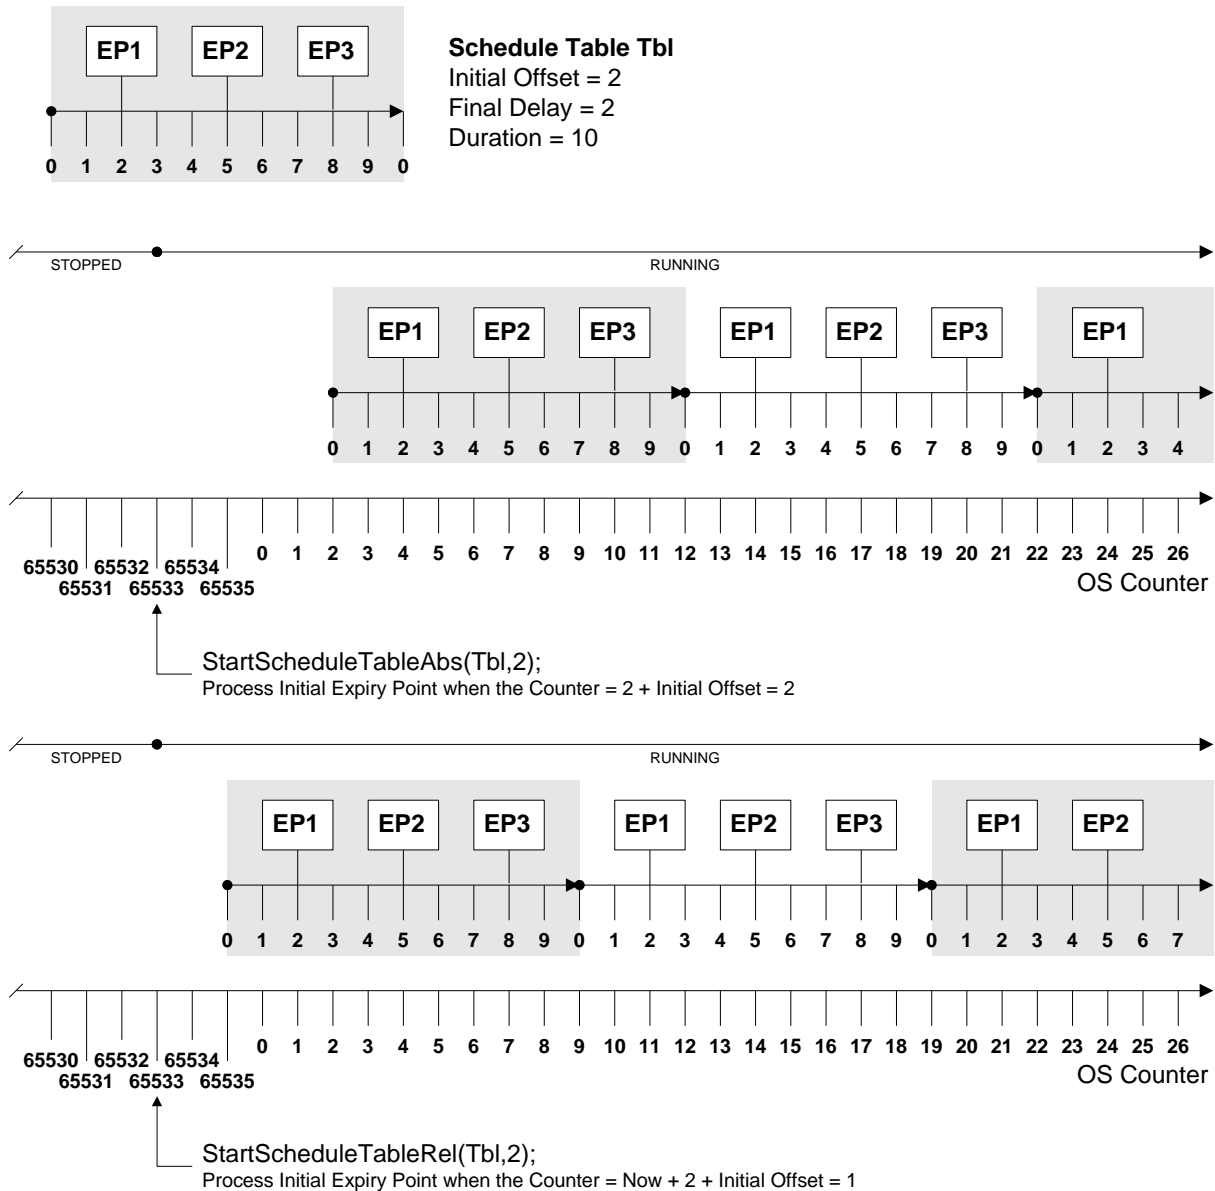 EP1 EP2 EP3
Schedule Table Tbl
Initial Offset = 2
Final Delay = 2
Duration = 10
0 1 2 3 4 5 6 7 8 9 0
STOPPED RUNNING
EP1 EP2 EP3 EP1 EP2 EP3 EP1
0 1 2 3 4 5 6 7 8 9 0 1 2 3 4 5 6 7 8 9 0 1 2 3 4
0 1 2 3 4 5 6 7 8 9 10 11 12 13 14 15 16 17 18 19 20 21 22 23 24 25 26
65530 65532 65534
65531 65533 65535
OS Counter
StartScheduleTableAbs(Tbl,2);
Process Initial Expiry Point when the Counter = 2 + Initial Offset = 2
STOPPED RUNNING
EP1 EP2 EP3 EP1 EP2 EP3 EP1 EP2
0 1 2 3 4 5 6 7 8 9 0 1 2 3 4 5 6 7 8 9 0 1 2 3 4 5 6 7
0 1 2 3 4 5 6 7 8 9 10 11 12 13 14 15 16 17 18 19 20 21 22 23 24 25 26
65530 65532 65534
65531 65533 65535
OS Counter
StartScheduleTableRel(Tbl,2);
Process Initial Expiry Point when the Counter = Now + 2 + Initial Offset = 1